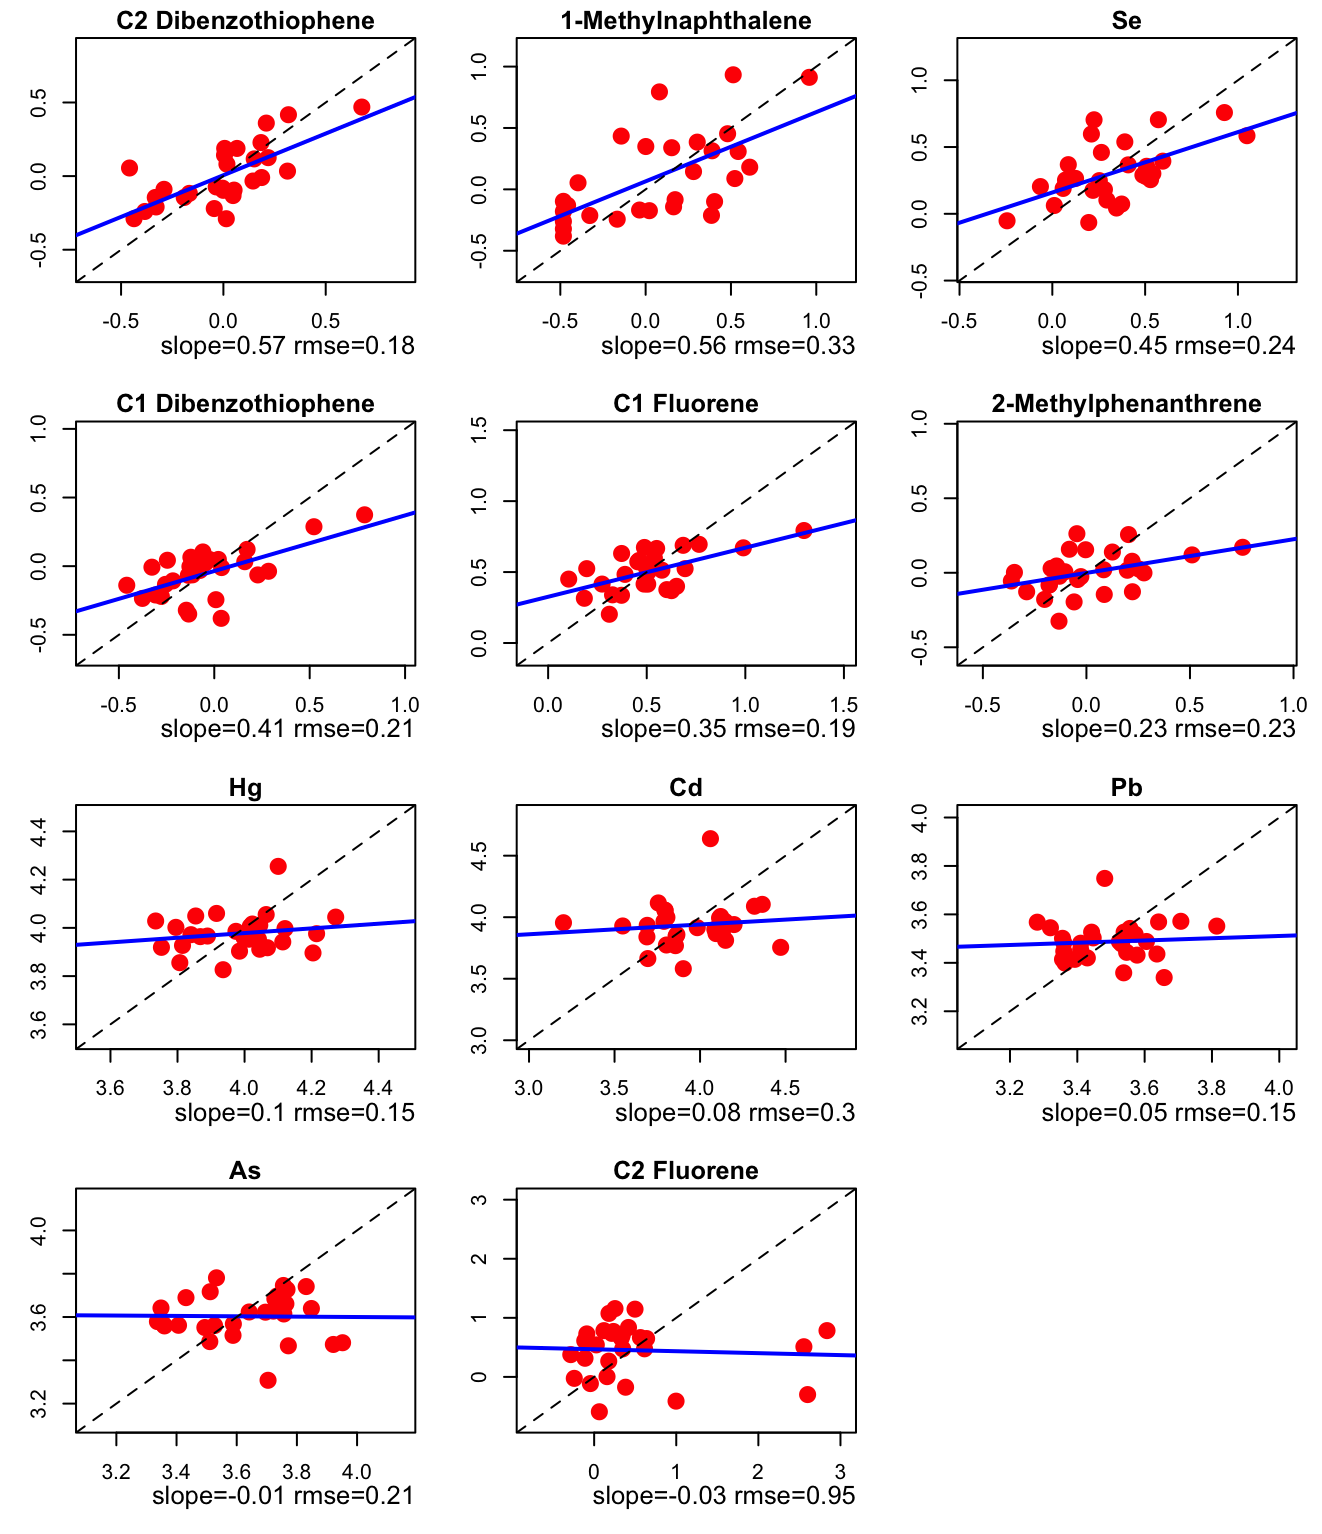 C2 Dibenzothiophene
0.5
0.0
-0.5
-0.5 0.0 0.5
slope=0.57 rmse=0.18
1-Methylnaphthalene
1.0
0.5
0.0
-0.5
-0.5 0.0 0.5 1.0
slope=0.56 rmse=0.33
Se
1.0
0.5
0.0
-0.5
-0.5 0.0 0.5 1.0
slope=0.45 rmse=0.24
C1 Dibenzothiophene
1.0
0.5
0.0
-0.5
-0.5 0.0 0.5 1.0
slope=0.41 rmse=0.21
C1 Fluorene
1.5
1.0
0.5
0.0
0.0 0.5 1.0 1.5
slope=0.35 rmse=0.19
2-Methylphenanthrene
1.0
0.5
0.0
-0.5
-0.5 0.0 0.5 1.0
slope=0.23 rmse=0.23
Hg
4.4
4.2
4.0
3.8
3.6
3.6 3.8 4.0 4.2 4.4
slope=0.1 rmse=0.15
Cd
4.5
4.0
3.5
3.0
3.0 3.5 4.0 4.5
slope=0.08 rmse=0.3
Pb
4.0
3.8
3.6
3.4
3.2
3.2 3.4 3.6 3.8 4.0
slope=0.05 rmse=0.15
As
4.0
3.6
3.2
3.2 3.4 3.6 3.8 4.0
slope=-0.01 rmse=0.21
C2 Fluorene
3
2
1
0
0 1 2 3
slope=-0.03 rmse=0.95